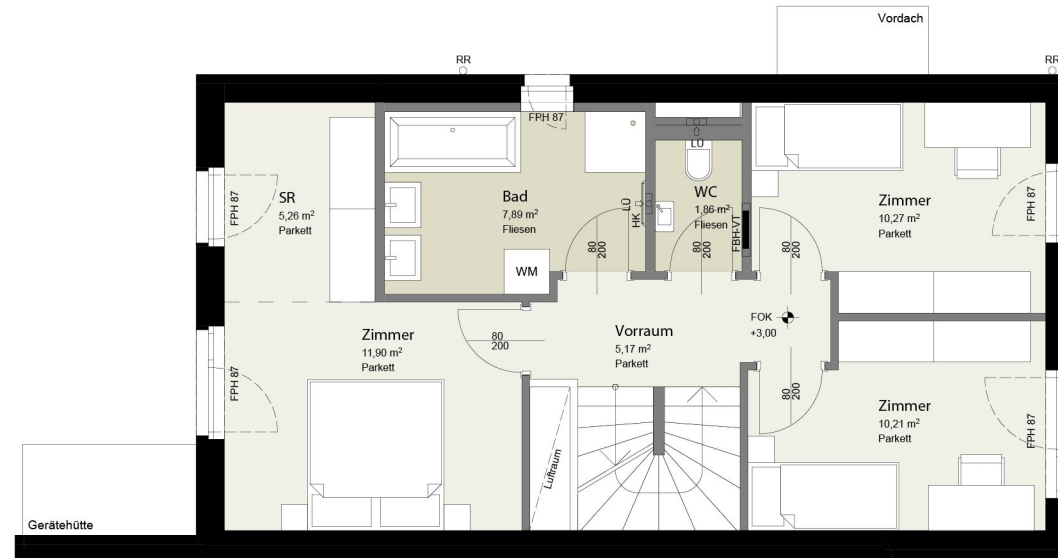 Vordach
RR
RR
FPH 87
LÜ
SR
5,26 m²
Parkett
FPH 87
Bad
7,89 m²
Fliesen
LÜ
HK
WC
1,86 m²
Fliesen
FBH-VT
Zimmer
10,27 m²
Parkett
FPH 87
80
200
80
200
80
200
WM
Zimmer
11,90 m²
Parkett
80
200
Vorraum
5,17 m²
Parkett
FOK
+3,00
FPH 87
80
200
Zimmer
10,21 m²
Parkett
FPH 87
Luftraum
Gerätehütte